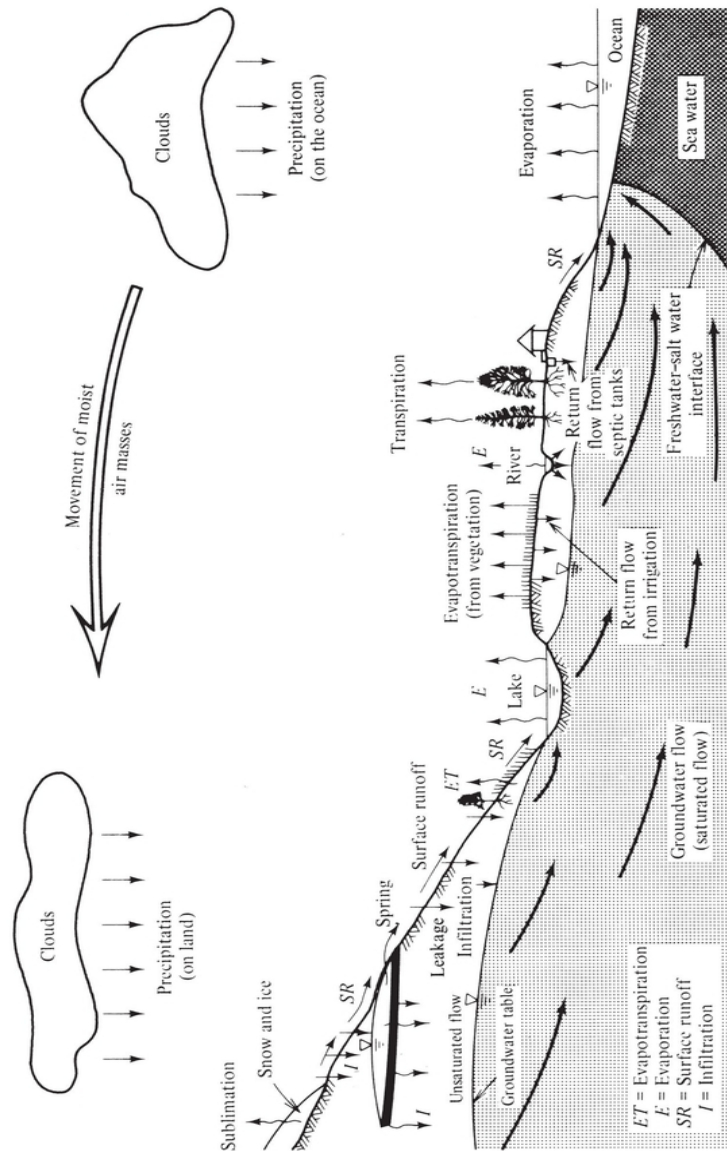 Clouds
Precipitation
(on land)
Movement of moist
air masses
Clouds
Precipitation
(on the ocean)
Sublimation
Snow and ice
I
SR
Spring
I
Surface runoff
Leakage
Infiltration
ET
SR
E
Lake
Evapotranspiration
(from vegetation)
E
River
Transpiration
SR
Evaporation
Ocean
Unsaturated flow
Groundwater table
Return flow
from irrigation
Return
flow from
septic tanks
Freshwater–salt water
interface
Sea water
Groundwater flow
(saturated flow)
ET = Evapotranspiration
E = Evaporation
SR = Surface runoff
I = Infiltration